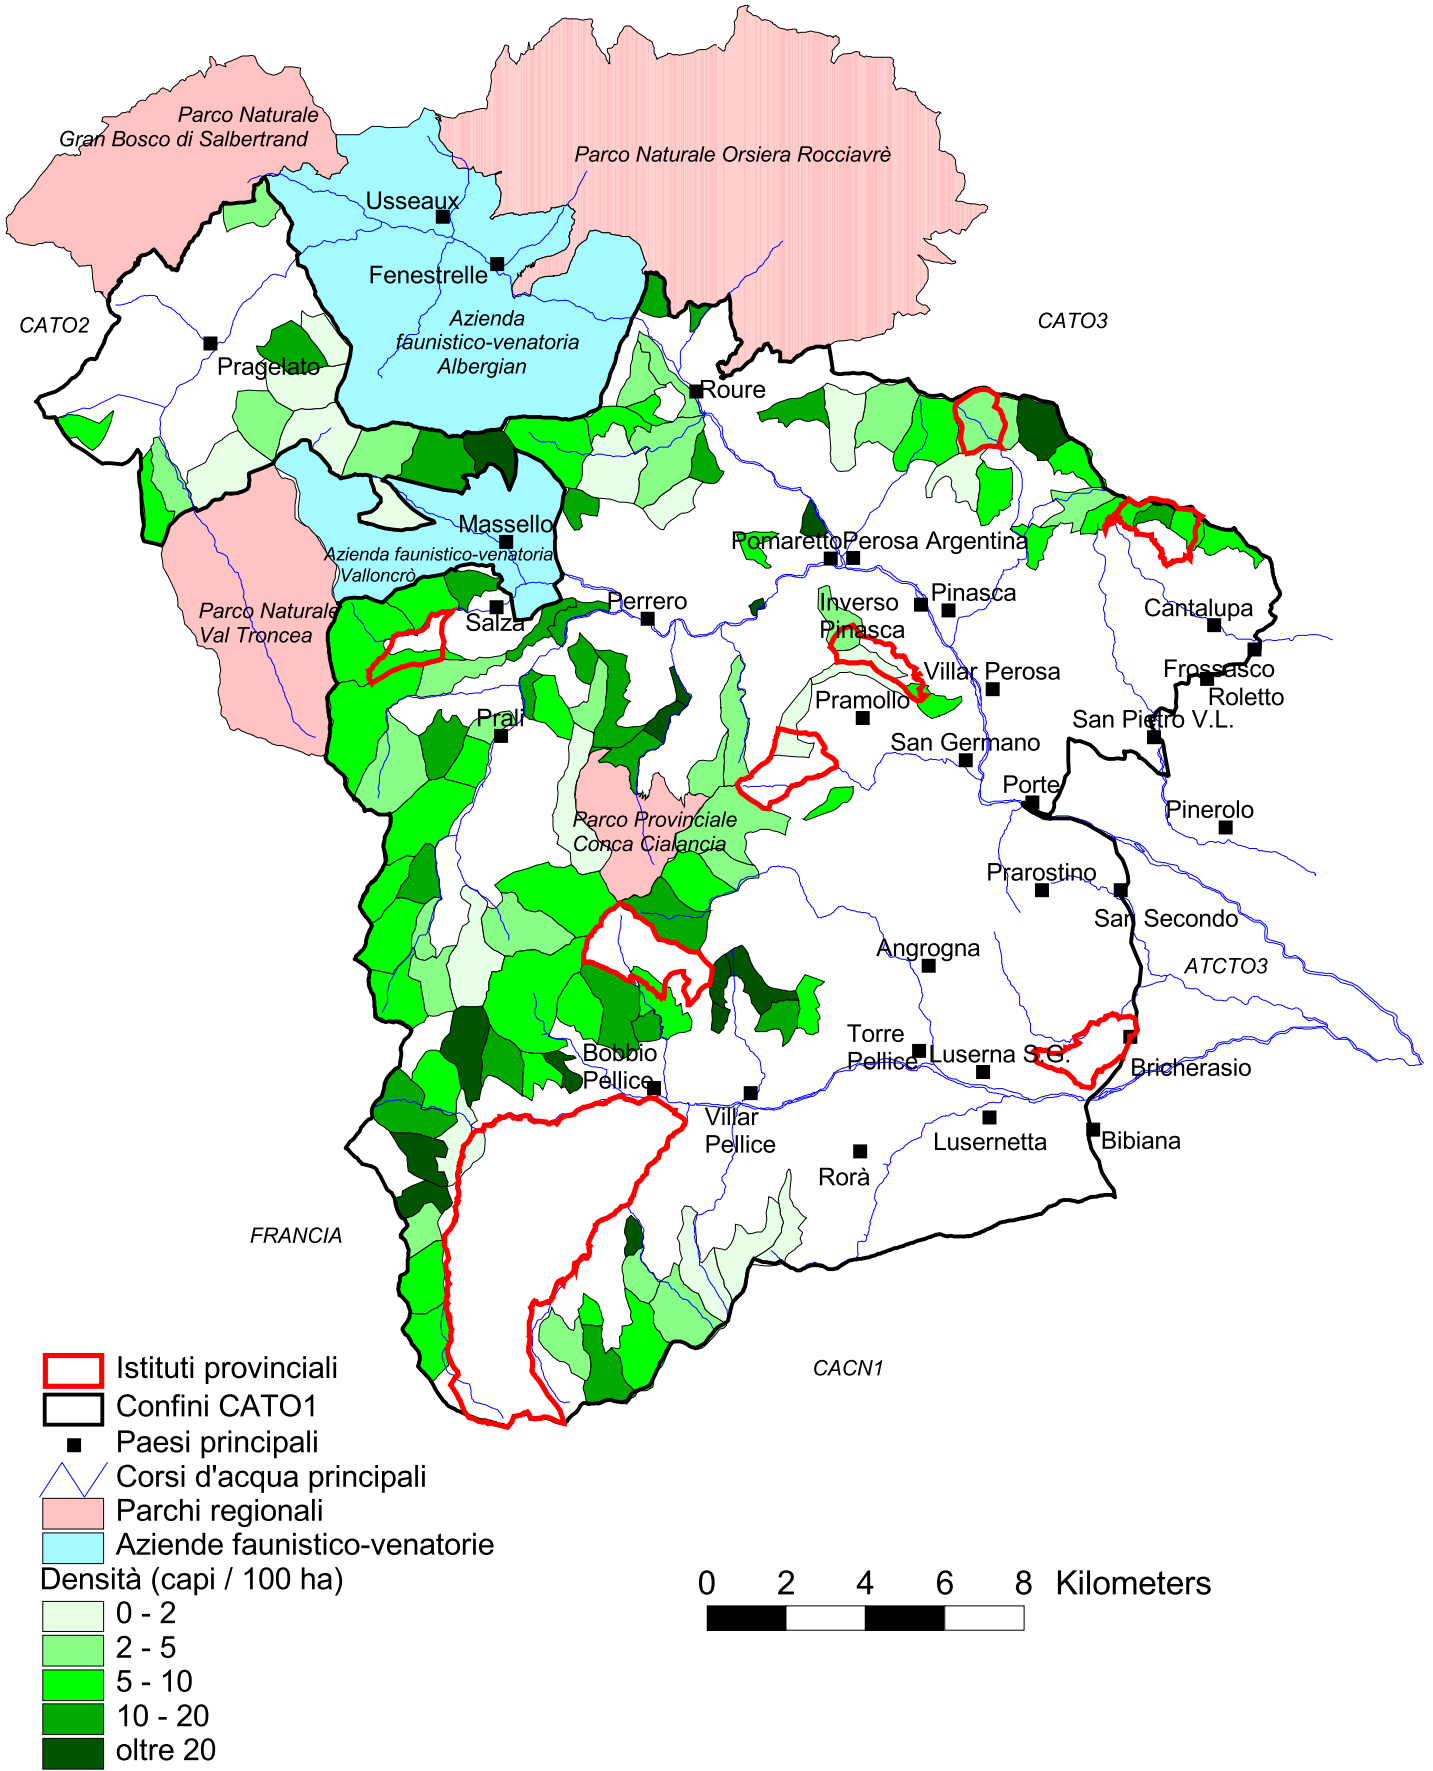 Parco Naturale
Gran Bosco di Salbertrand
Parco Naturale Orsiera Rocciavrè
Usseaux
Fenestrelle
CATO2
Azienda
faunistico-venatoria
Albergian
CATO3
Pragelato
Roure
Massello
Azienda faunistico-venatoria
Valloncrò
Pomaretto
Perosa Argentina
Parco Naturale
Val Troncea
Salza
Perrero
Inverso
Pinasca
Pinasca
Cantalupa
Villar Perosa
Frossasco
Roletto
Pramollo
Prali
San Pietro V.L.
San Germano
Porte
Pinerolo
Parco Provinciale
Conca Cialancia
Prarostino
San Secondo
Angrogna
ATCTO3
Torre
Pellice
Luserna S.G.
Bobbio
Pellice
Bricherasio
Villar
Pellice
Lusernetta
Bibiana
Rorà
FRANCIA
CACN1
Istituti provinciali
Confini CATO1
Paesi principali
Corsi d'acqua principali
Parchi regionali
Aziende faunistico-venatorie
Densità (capi / 100 ha)
0 - 2
2 - 5
5 - 10
10 - 20
oltre 20
0 2 4 6 8 Kilometers